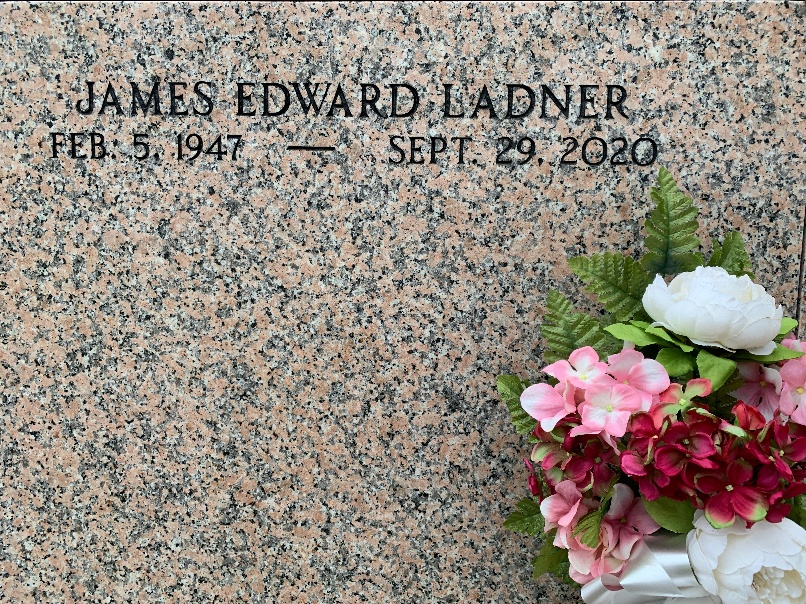 JAMES EDWARD LADNER
FEB. 5, 1947 — SEPT. 29, 2020